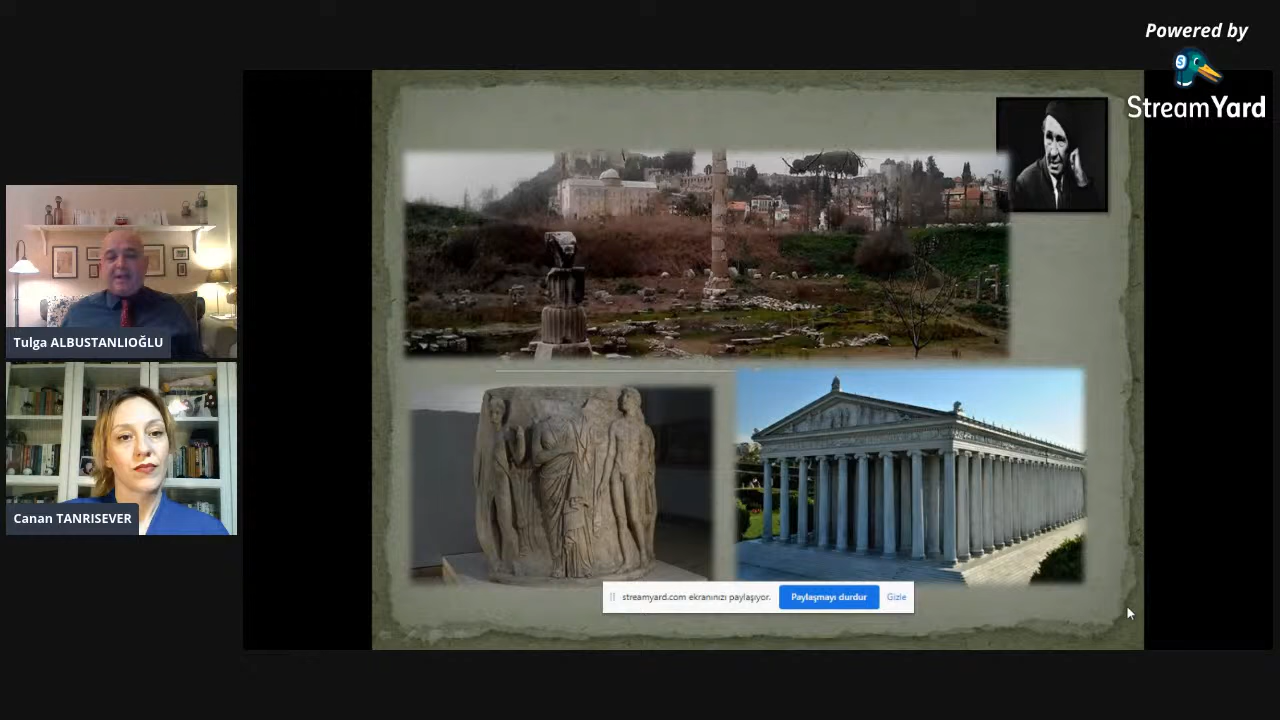 Powered by
StreamYard
Tulga ALBUSTANLIOĞLU
Canan TANRISEVER
streamyard.com ekranınızı paylaşıyor.
Paylaşmayı durdur
Gizle